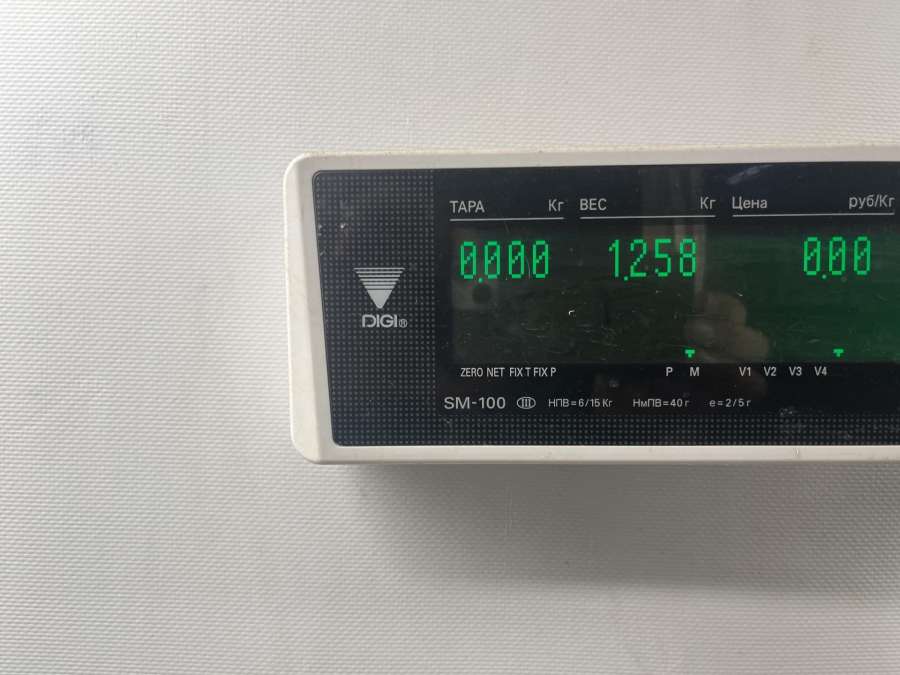 ТАРА Кг ВЕС Кг Цена руб/Кг
0.000 1.258 0.00
DIGI®
ZERO NET FIX T FIX P P M V1 V2 V3 V4
SM-100 III НПВ=6/15 Кг НмПВ=40 г e=2/5 г